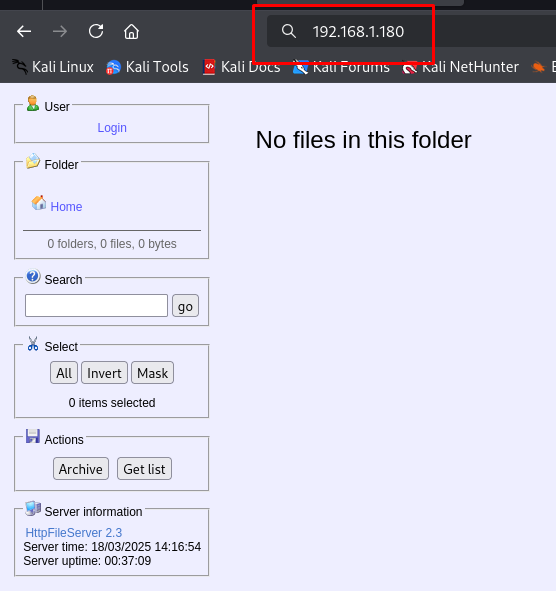 192.168.1.180
Kali Linux Kali Tools Kali Docs Kali Forums Kali NetHunter
User
Login
Folder
Home
0 folders, 0 files, 0 bytes
Search
go
Select
All Invert Mask
0 items selected
Actions
Archive Get list
Server information
HttpFileServer 2.3
Server time: 18/03/2025 14:16:54
Server uptime: 00:37:09
No files in this folder